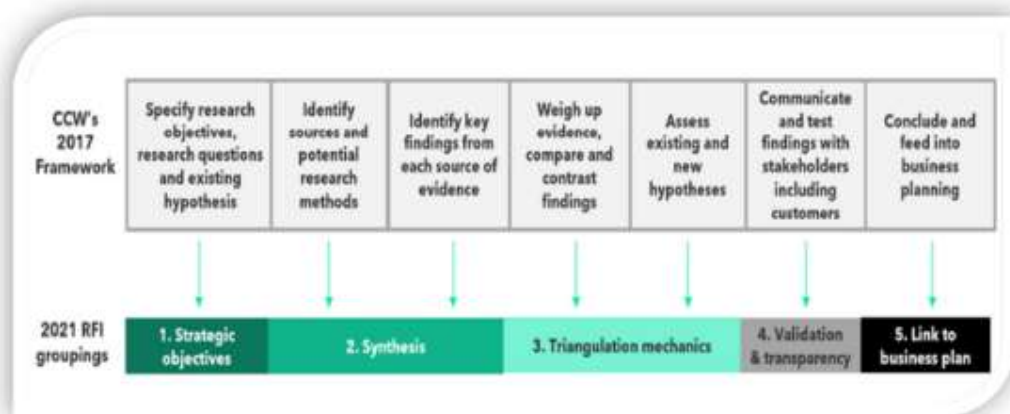 CCW's
2017
Framework
Specify research
objectives,
research questions
and existing
hypothesis
Identify
sources and
potential
research
methods
Identify key
findings from
each source of
evidence
Weigh up
evidence,
compare and
contrast
findings
Assess
existing and
new
hypotheses
Communicate
and test
findings with
stakeholders
including
customers
Conclude and
feed into
business
planning
2021 RFI
groupings
1. Strategic
objectives
2. Synthesis
3. Triangulation mechanics
4. Validation
& transparency
5. Link to
business plan